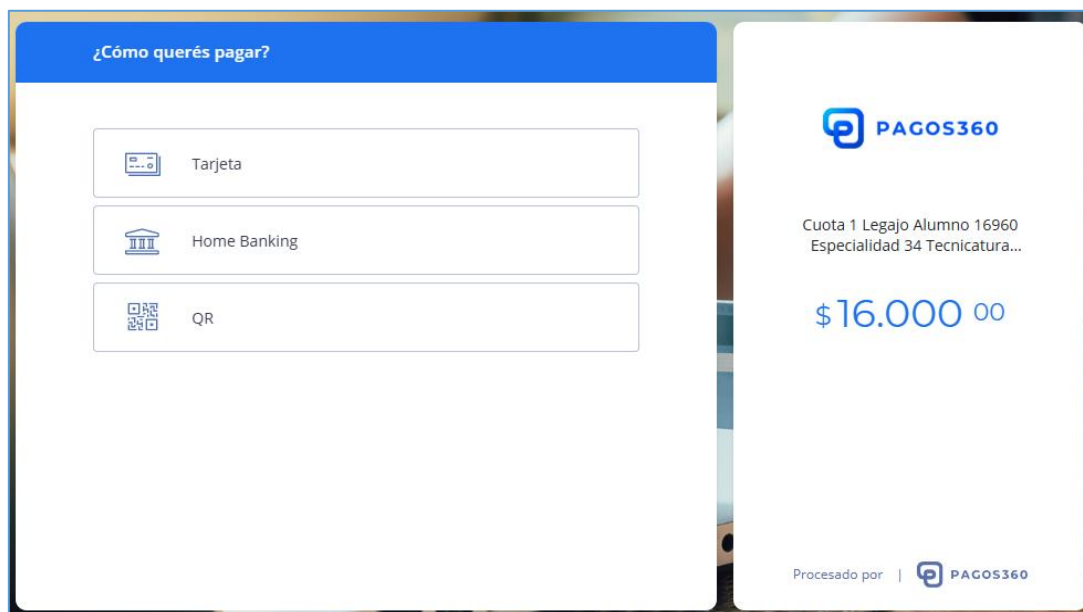 ¿Cómo querés pagar?
Tarjeta
Home Banking
QR
PAGOS360
Cuota 1 Legajo Alumno 16960
Especialidad 34 Tecnicatura...
$16.000 00
Procesado por | PAGOS360